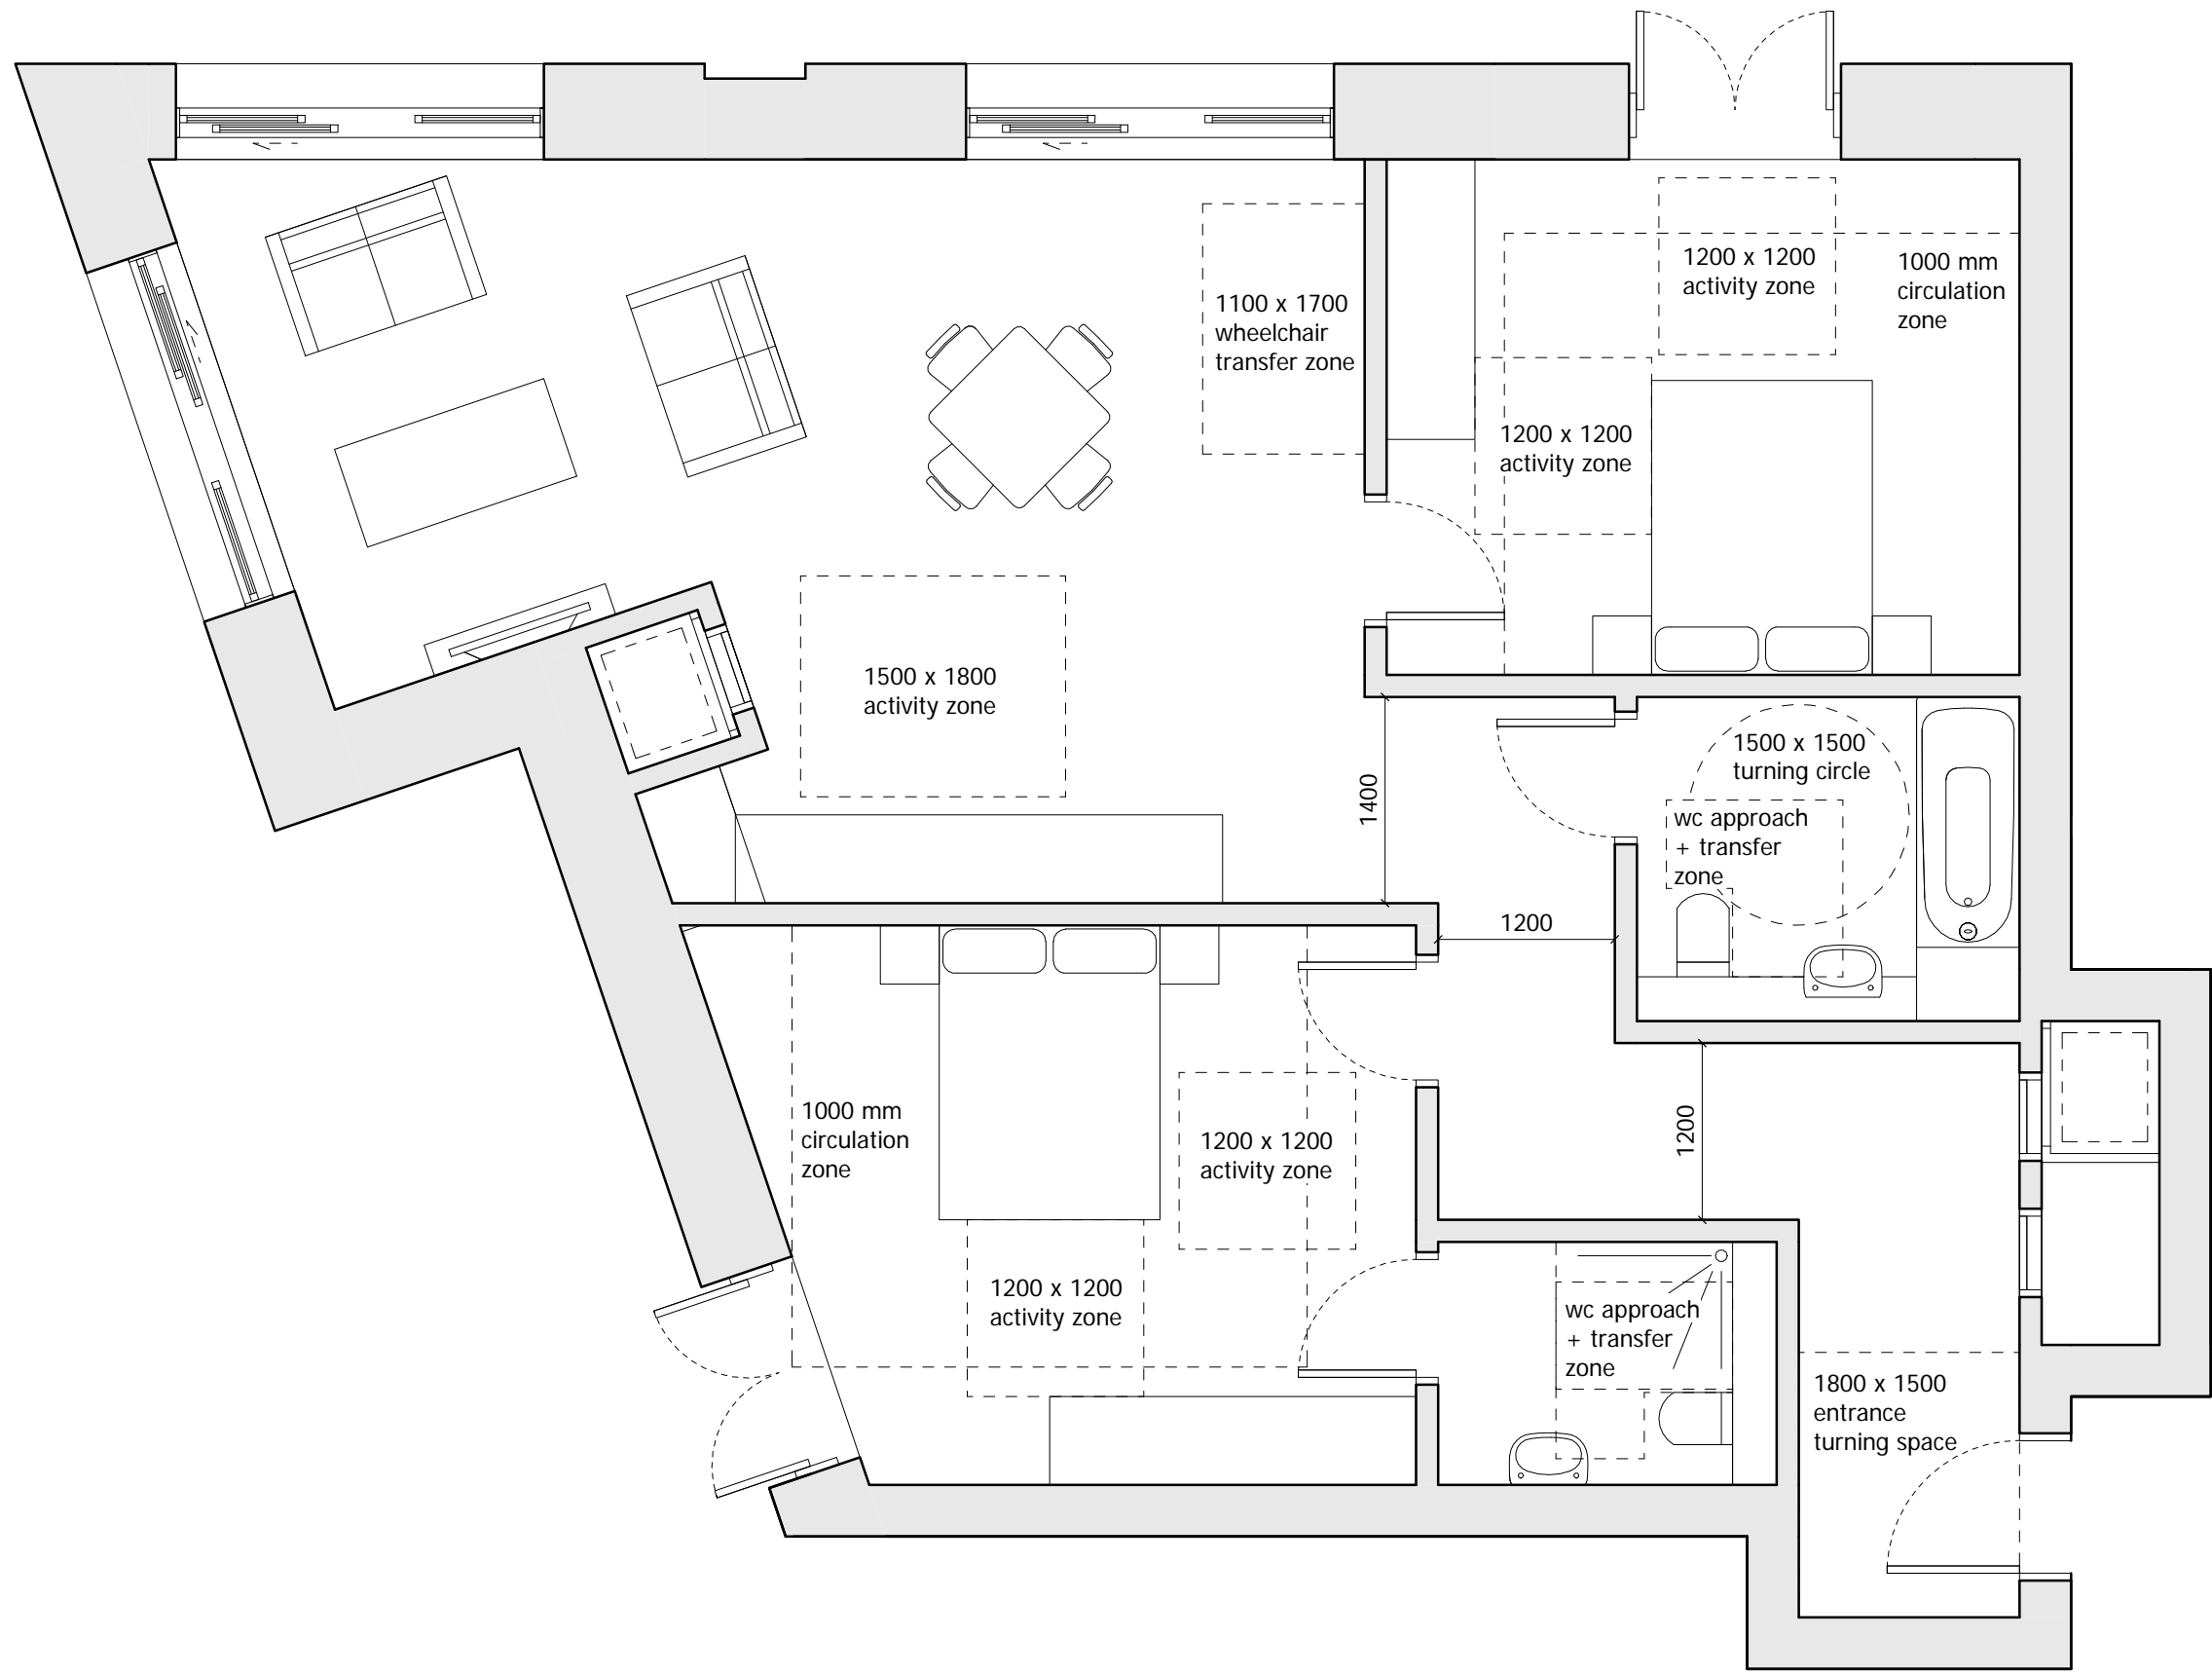 1200 x 1200
activity zone
1000 mm
circulation
zone
1100 x 1700
wheelchair
transfer zone
1200 x 1200
activity zone
1500 x 1800
activity zone
1400
1500 x 1500
turning circle
wc approach
+ transfer
zone
1200
1000 mm
circulation
zone
1200 x 1200
activity zone
1200
1200 x 1200
activity zone
wc approach
+ transfer
zone
1800 x 1500
entrance
turning space